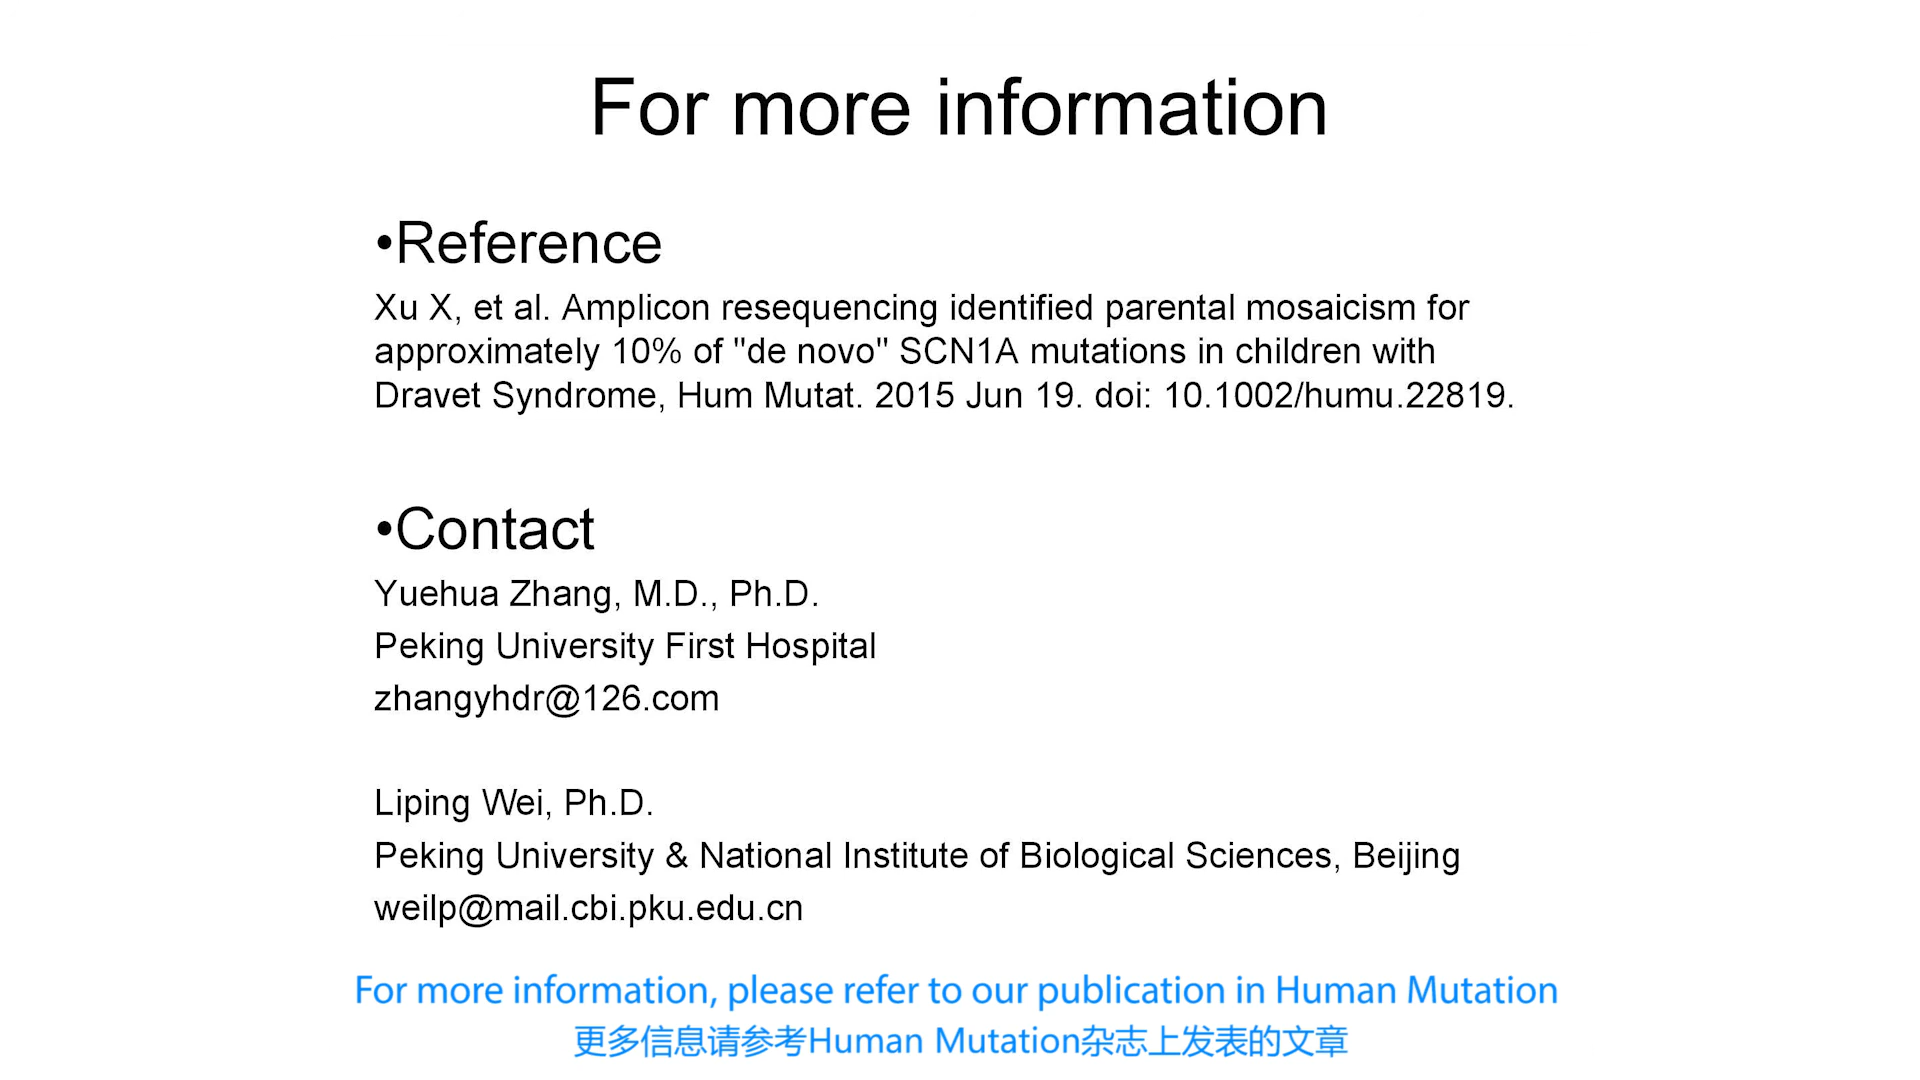 For more information
•Reference
Xu X, et al. Amplicon resequencing identified parental mosaicism for
approximately 10% of "de novo" SCN1A mutations in children with
Dravet Syndrome, Hum Mutat. 2015 Jun 19. doi: 10.1002/humu.22819.
•Contact
Yuehua Zhang, M.D., Ph.D.
Peking University First Hospital
zhangyhdr@126.com
Liping Wei, Ph.D.
Peking University & National Institute of Biological Sciences, Beijing
weilp@mail.cbi.pku.edu.cn
For more information, please refer to our publication in Human Mutation
更多信息请参考Human Mutation杂志上发表的文章